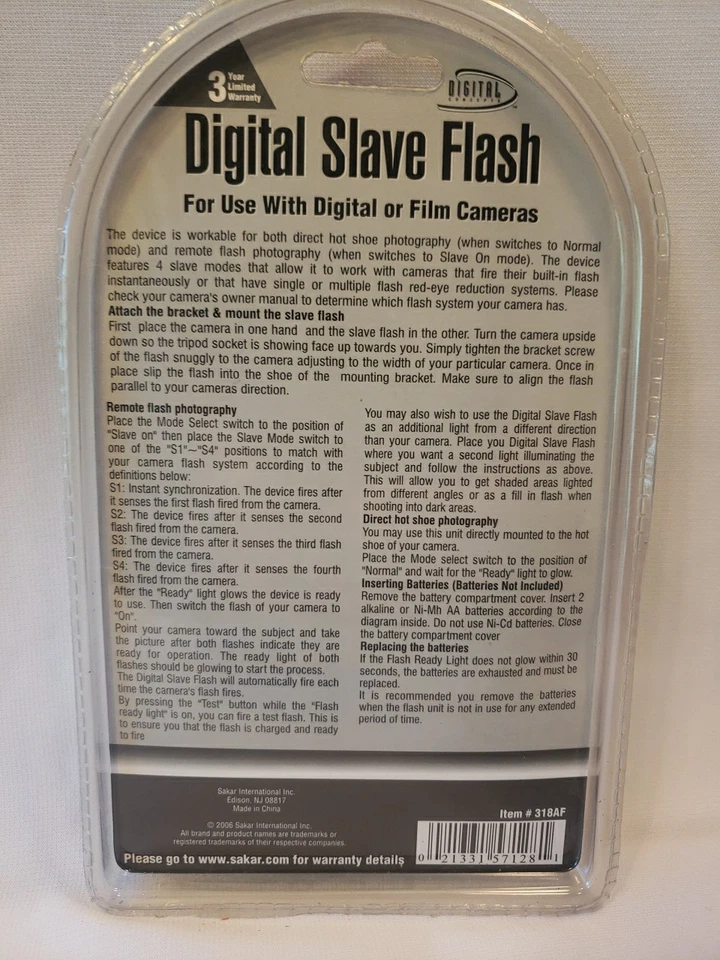 3 Year
Limited
Warranty
DIGITAL
CONCEPTS
Digital Slave Flash
For Use With Digital or Film Cameras
The device is workable for both direct hot shoe photography (when switches to Normal
mode) and remote flash photography (when switches to Slave On mode). The device
features 4 slave modes that allow it to work with cameras that fire their built-in flash
instantaneously or that have single or multiple flash red-eye reduction systems. Please
check your camera's owner manual to determine which flash system your camera has.
Attach the bracket & mount the slave flash
First place the camera in one hand and the slave flash in the other. Turn the camera upside
down so the tripod socket is showing face up towards you. Simply tighten the bracket screw
of the flash snuggly to the camera adjusting to the width of your particular camera. Once in
place slip the flash into the shoe of the mounting bracket. Make sure to align the flash
parallel to your cameras direction.
Remote flash photography
Place the Mode Select switch to the position of
"Slave on" then place the Slave Mode switch to
one of the "S1"~"S4" positions to match with
your camera flash system according to the
definitions below:
S1: Instant synchronization. The device fires after
it senses the first flash fired from the camera.
S2: The device fires after it senses the second
flash fired from the camera.
S3: The device fires after it senses the third flash
fired from the camera.
S4: The device fires after it senses the fourth
flash fired from the camera.
After the "Ready" light glows the device is ready
to use. Then switch the flash of your camera to
"On".
Point your camera toward the subject and take
the picture after both flashes indicate they are
ready for operation. The ready light of both
flashes should be glowing to start the process.
The Digital Slave Flash will automatically fire each
time the camera's flash fires.
By pressing the "Test" button while the "Flash
ready light" is on, you can fire a test flash. This is
to ensure you that the flash is charged and ready
to fire
You may also wish to use the Digital Slave Flash
as an additional light from a different direction
than your camera. Place you Digital Slave Flash
where you want a second light illuminating the
subject and follow the instructions as above.
This will allow you to get shaded areas lighted
from different angles or as a fill in flash when
shooting into dark areas.
Direct hot shoe photography
You may use this unit directly mounted to the hot
shoe of your camera.
Place the Mode select switch to the position of
"Normal" and wait for the "Ready" light to glow.
Inserting Batteries (Batteries Not Included)
Remove the battery compartment cover. Insert 2
alkaline or Ni-Mh AA batteries according to the
diagram inside. Do not use Ni-Cd batteries. Close
the battery compartment cover
Replacing the batteries
If the Flash Ready Light does not glow within 30
seconds, the batteries are exhausted and must be
replaced.
It is recommended you remove the batteries
when the flash unit is not in use for any extended
period of time.
Sakar International Inc.
Edison, NJ 08817
Made in China
© 2006 Sakar International Inc.
All brand and product names are trademarks or
registered trademarks of their respective companies.
Please go to www.sakar.com for warranty details
Item # 318AF
0 21331 57128 1